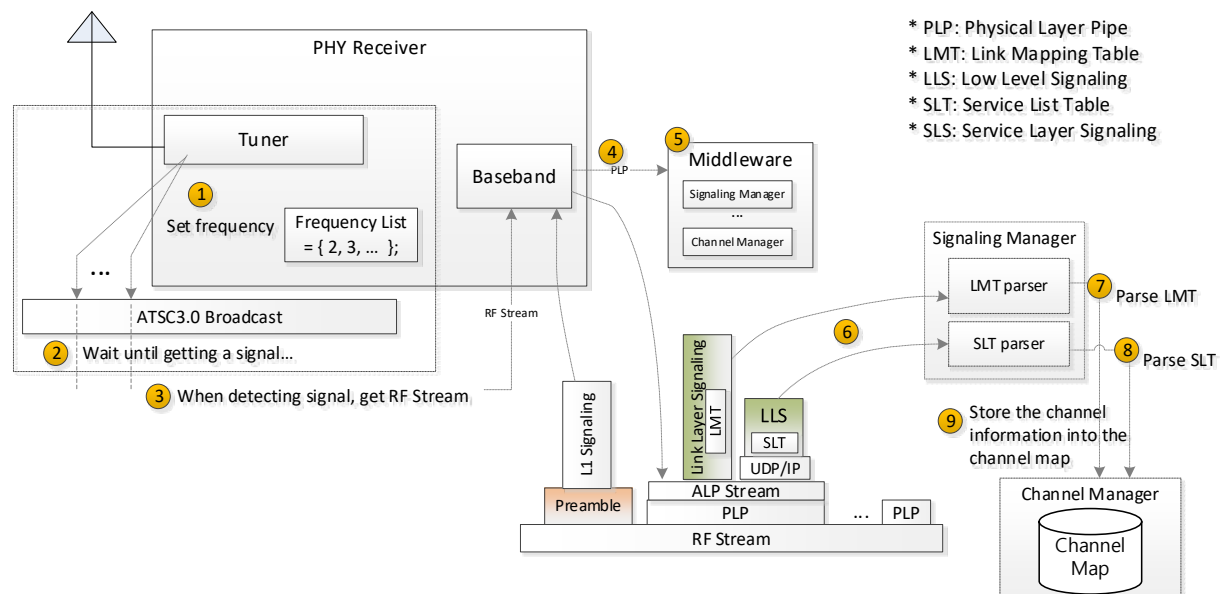 PHY Receiver
* PLP: Physical Layer Pipe
* LMT: Link Mapping Table
* LLS: Low Level Signaling
* SLT: Service List Table
* SLS: Service Layer Signaling
Tuner
1
Set frequency
Frequency List
= { 2, 3, ... };
Baseband
4
PLP
5
Middleware
Signaling Manager
...
Channel Manager
...
ATSC3.0 Broadcast
2 Wait until getting a signal...
3 When detecting signal, get RF Stream
RF Stream
Signaling Manager
LMT parser
7 Parse LMT
SLT parser
8 Parse SLT
6
L1 Signaling
Preamble
Link Layer Signaling
LMT
LLS
SLT
UDP/IP
ALP Stream
PLP
...
PLP
RF Stream
9 Store the channel
information into the
channel map
Channel Manager
Channel
Map